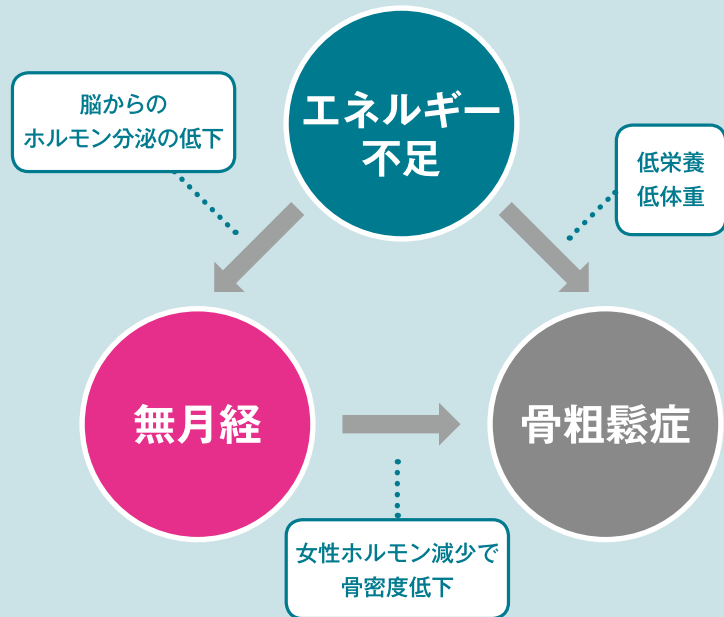 エネルギー
不足
脳からの
ホルモン分泌の低下
低栄養
低体重
無月経
骨粗鬆症
女性ホルモン減少で
骨密度低下